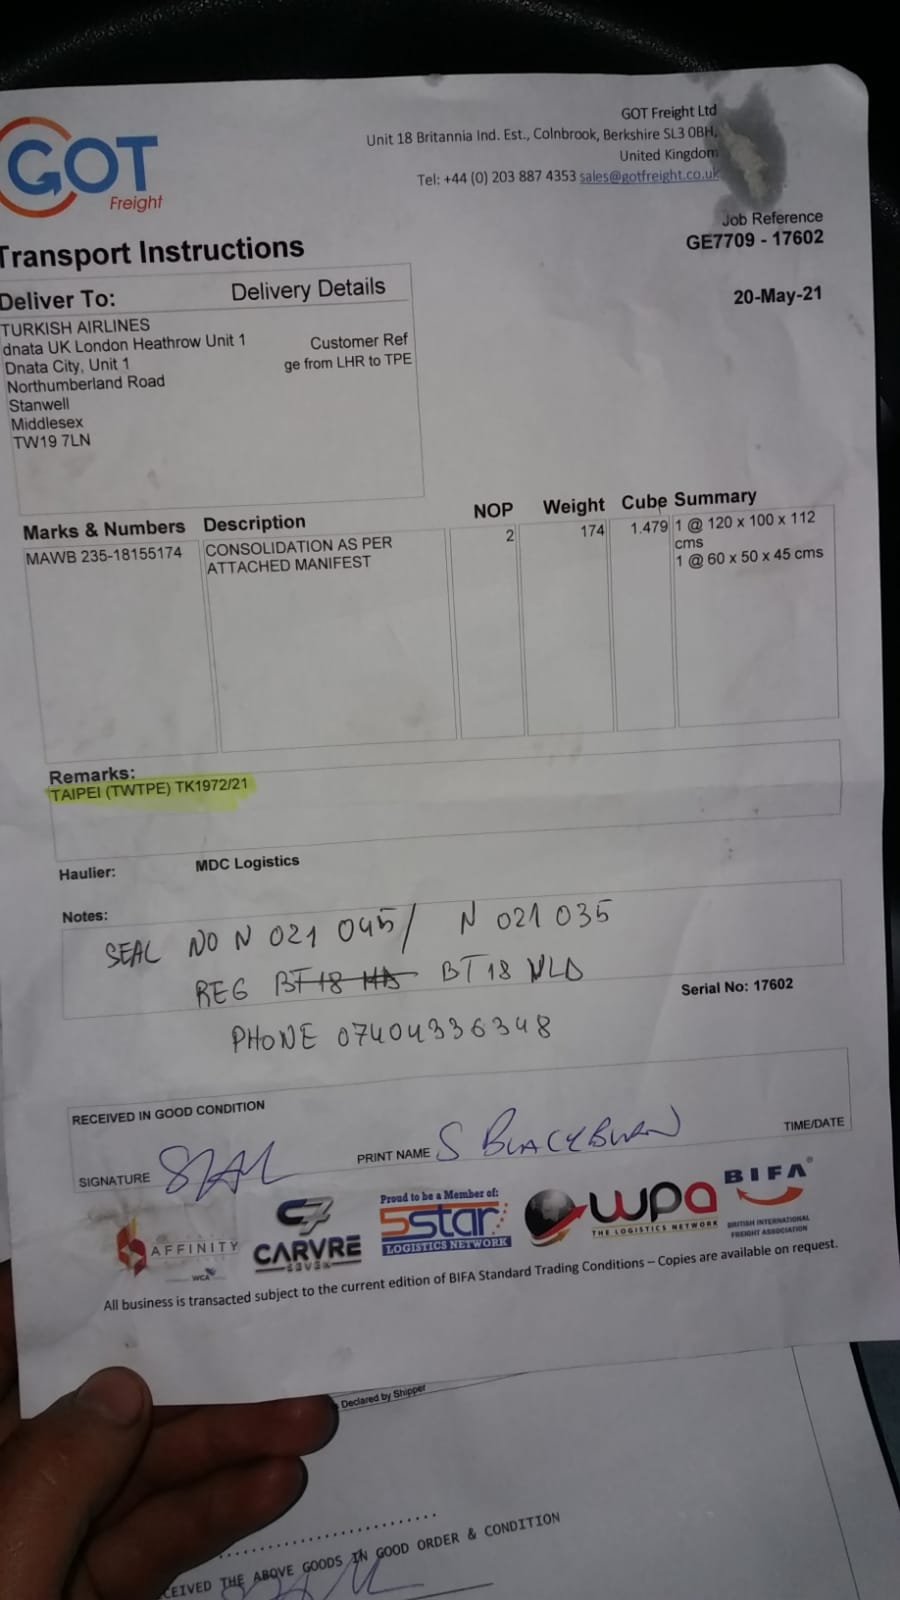 GOT
Freight
GOT Freight Ltd
Unit 18 Britannia Ind. Est., Colnbrook, Berkshire SL3 0BH,
United Kingdom
Tel: +44 (0) 203 887 4353 sales@gotfreight.co.uk
Job Reference
GE7709 - 17602
20-May-21
Transport Instructions
Deliver To: Delivery Details
TURKISH AIRLINES
dnata UK London Heathrow Unit 1
Dnata City, Unit 1
Northumberland Road
Stanwell
Middlesex
TW19 7LN
Customer Ref
ge from LHR to TPE
Marks & Numbers Description NOP Weight Cube Summary
MAWB 235-18155174 CONSOLIDATION AS PER 2 174 1.479 1 @ 120 x 100 x 112
ATTACHED MANIFEST cms
1 @ 60 x 50 x 45 cms
Remarks:
TAIPEI (TWTPE) TK1972/21
Haulier: MDC Logistics
Notes:
SEAL NO N 021 045 / N 021 035
REG BT18 BT18 VLD
Serial No: 17602
PHONE 07404336348
RECEIVED IN GOOD CONDITION
SIGNATURE PRINT NAME S BLACKBURN TIME/DATE
AFFINITY
WCA
C7
CARVRE
SEVEN
Proud to be a Member of:
5star
LOGISTICS NETWORK
wpa
THE LOGISTICS NETWORK
BIFA
BRITISH INTERNATIONAL
FREIGHT ASSOCIATION
All business is transacted subject to the current edition of BIFA Standard Trading Conditions – Copies are available on request.
Declared by Shipper
CEIVED THE ABOVE GOODS IN GOOD ORDER & CONDITION